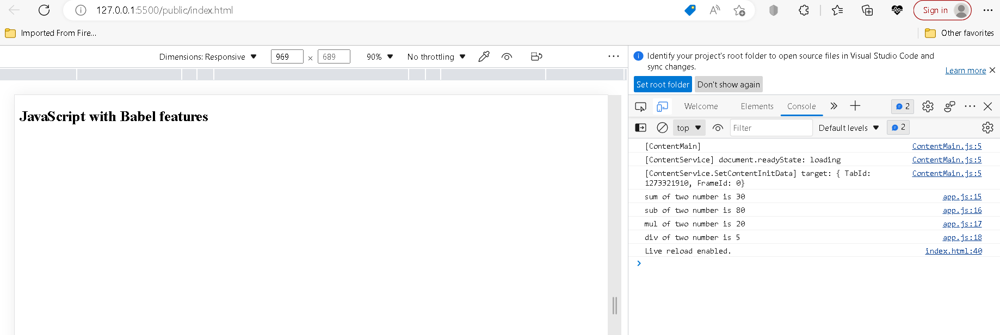 127.0.0.1:5500/public/index.html
Sign in
Imported From Fire...
Other favorites
Dimensions: Responsive 969 × 689 90% No throttling
Identify your project's root folder to open source files in Visual Studio Code and
sync changes.
Learn more
Set root folder Don't show again
Welcome Elements Console 2
top Filter Default levels 2
JavaScript with Babel features
[ContentMain] ContentMain.js:5
[ContentService] document.readyState: loading ContentMain.js:5
[ContentService.SetContentInitData] target: { TabId: ContentMain.js:5
1273321910, FrameId: 0}
sum of two number is 30 app.js:15
sub of two number is 80 app.js:16
mul of two number is 20 app.js:17
div of two number is 5 app.js:18
Live reload enabled. index.html:40